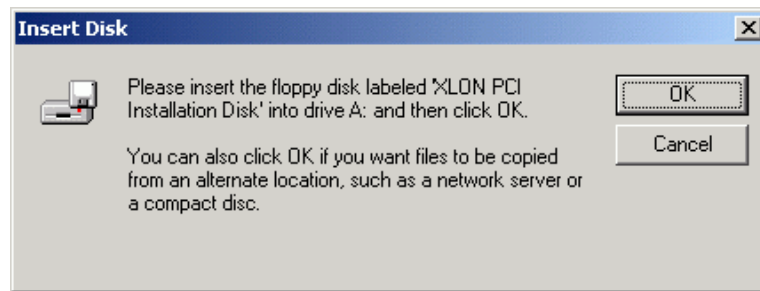 Insert Disk
Please insert the floppy disk labeled 'XLON PCI
Installation Disk' into drive A: and then click OK.
You can also click OK if you want files to be copied
from an alternate location, such as a network server or
a compact disc.
OK
Cancel